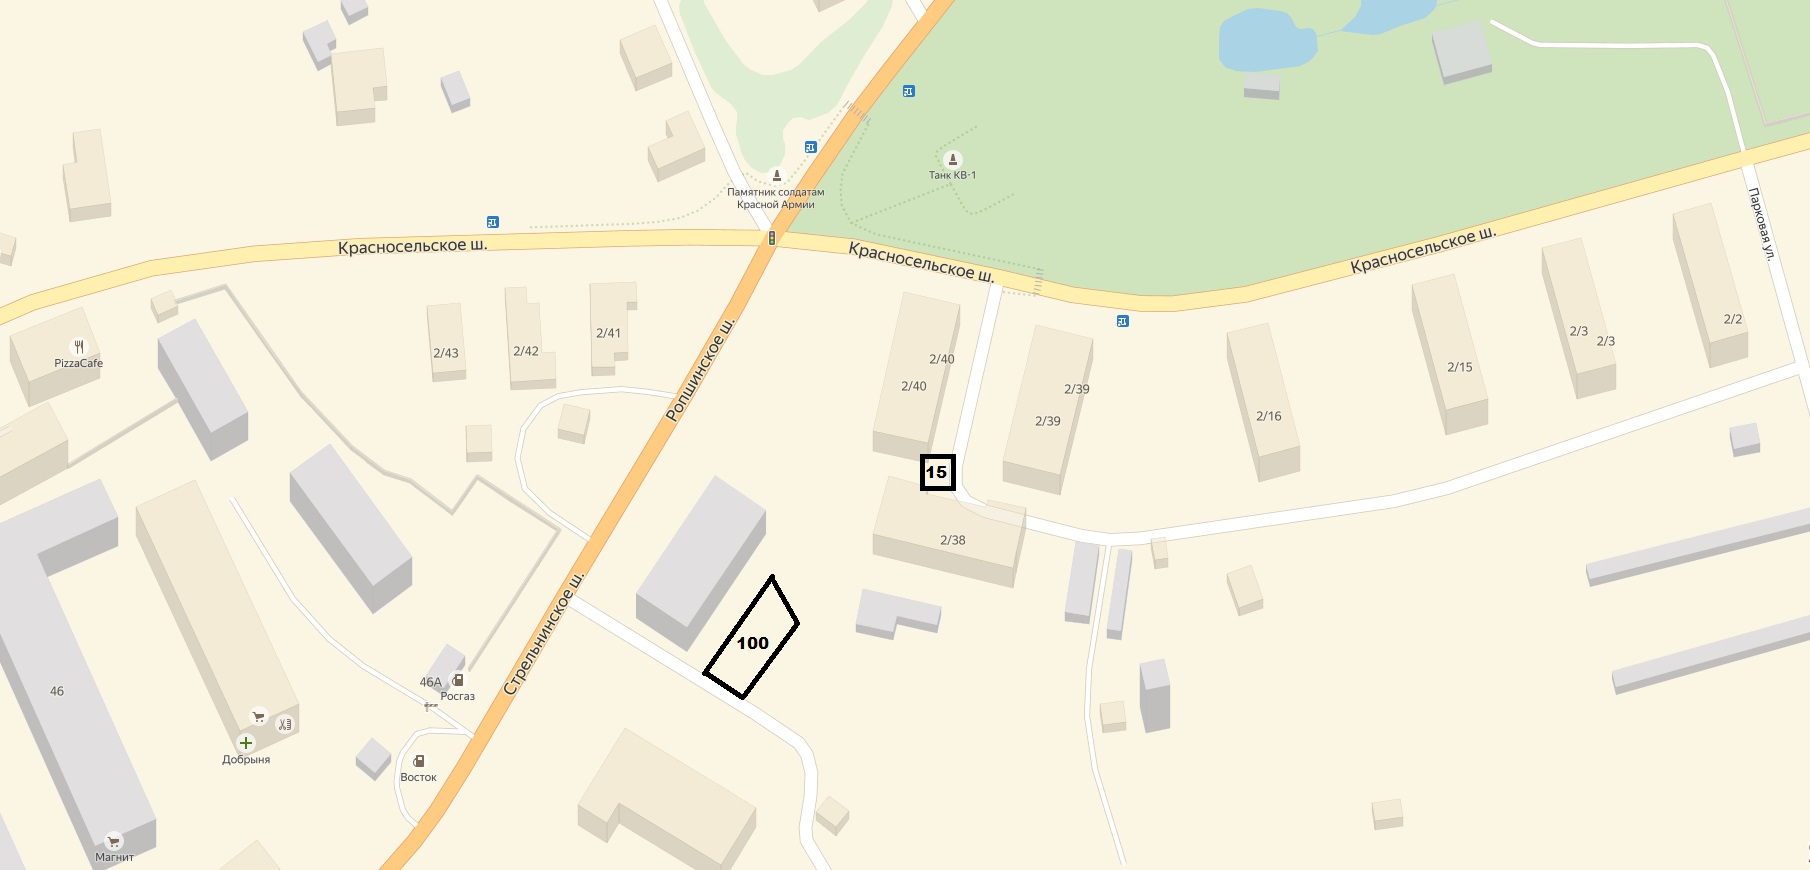 Танк КВ-1
Памятник солдатам
Красной Армии
Парковая ул.
Красносельское ш.
Красносельское ш.
Красносельское ш.
2/43
2/42
2/41
PizzaCafe
Ропшинское ш.
2/40
2/40
2/39
2/39
2/16
2/15
2/3
2/3
2/2
15
2/38
Стрельнинское ш.
100
46
46А
Росгаз
Добрыня
Восток
Магнит